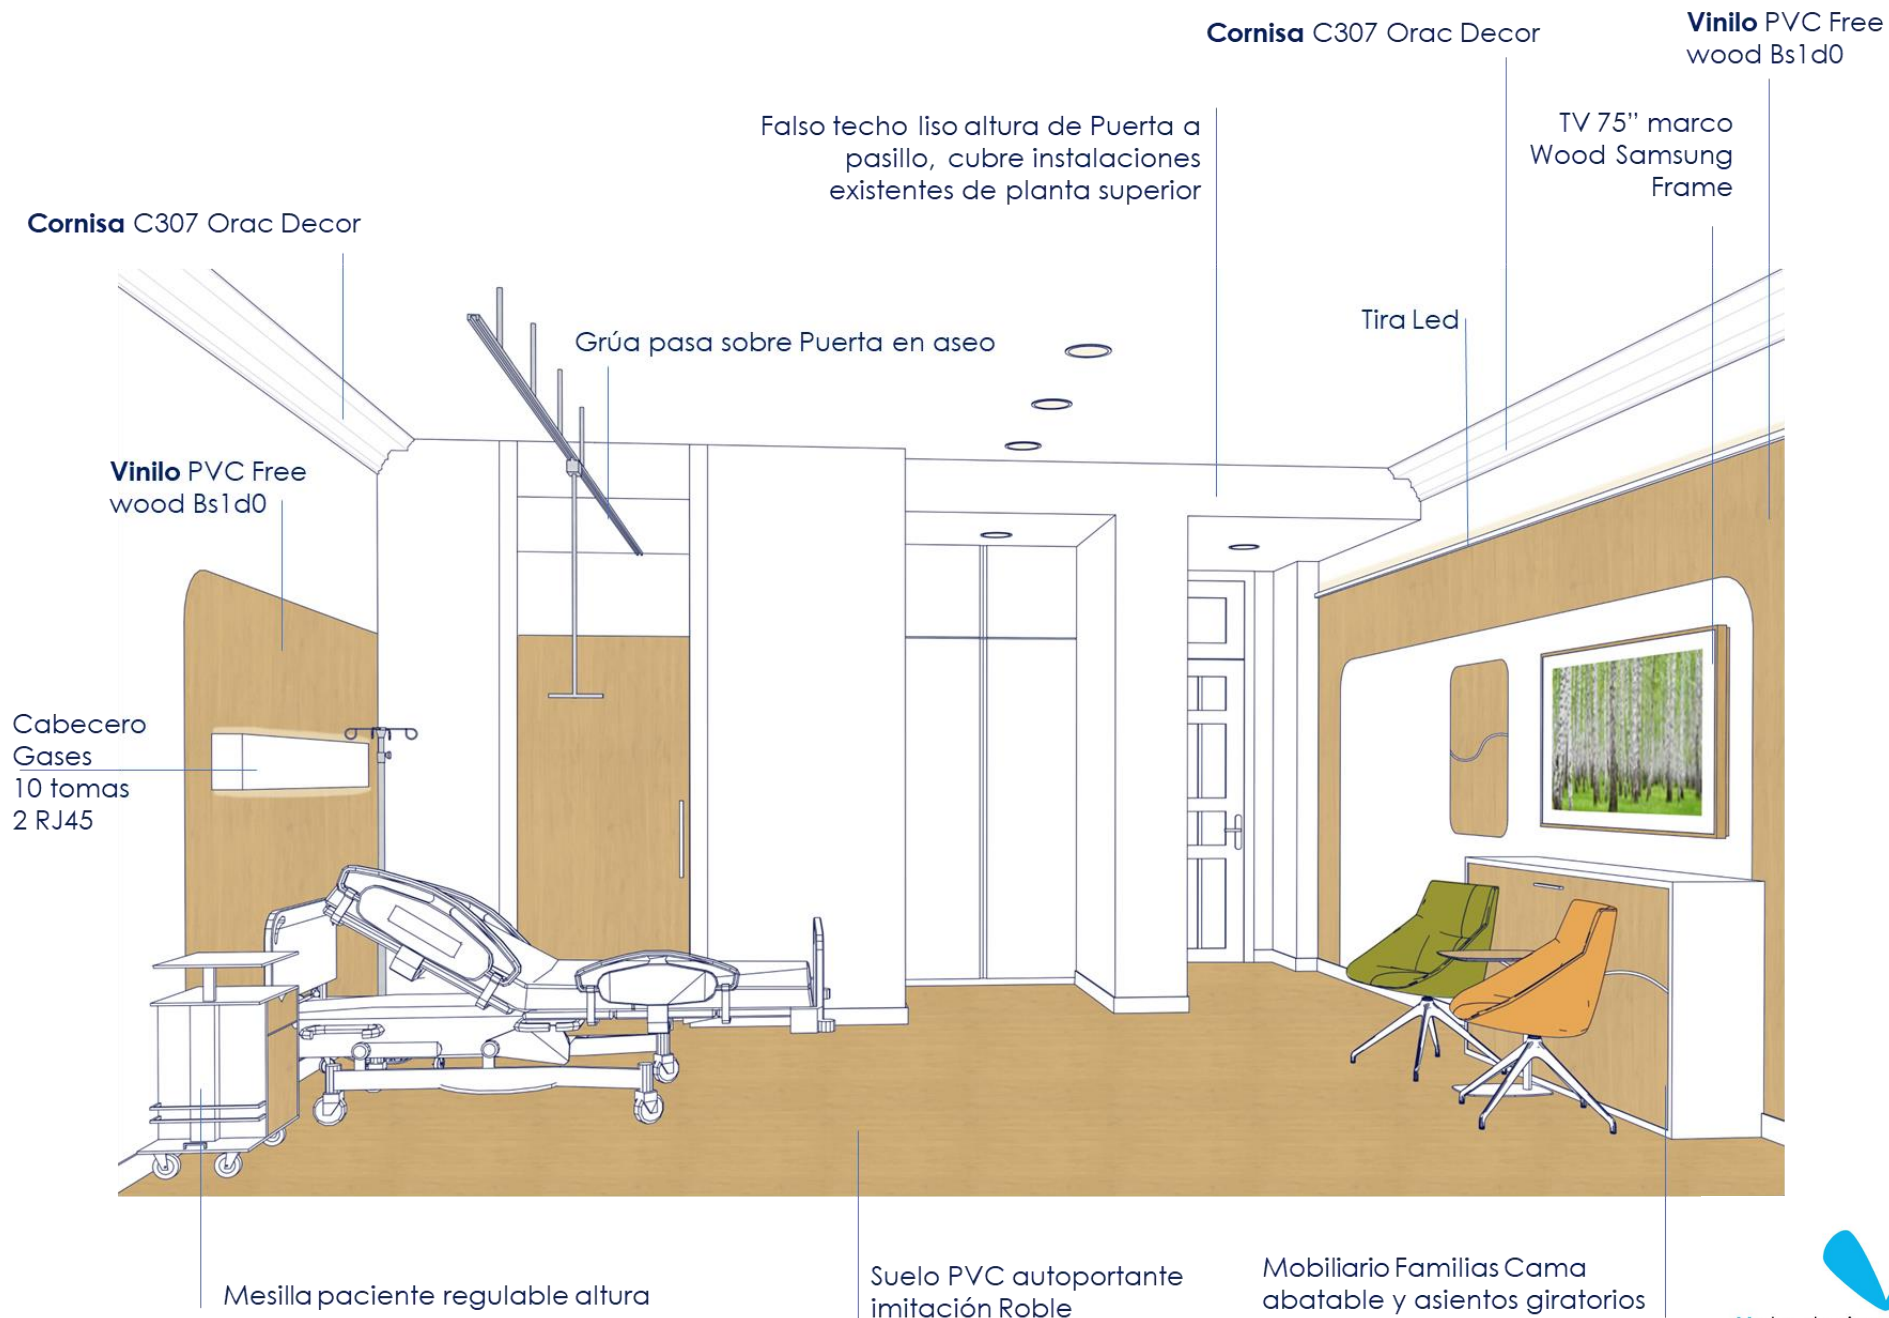 Cornisa C307 Orac Decor
Vinilo PVC Free
wood Bs1d0
Falso techo liso altura de Puerta a
pasillo, cubre instalaciones
existentes de planta superior
TV 75” marco
Wood Samsung
Frame
Cornisa C307 Orac Decor
Grúa pasa sobre Puerta en aseo
Tira Led
Vinilo PVC Free
wood Bs1d0
Cabecero
Gases
10 tomas
2 RJ45
Mesilla paciente regulable altura
Suelo PVC autoportante
imitación Roble
Mobiliario Familias Cama
abatable y asientos giratorios